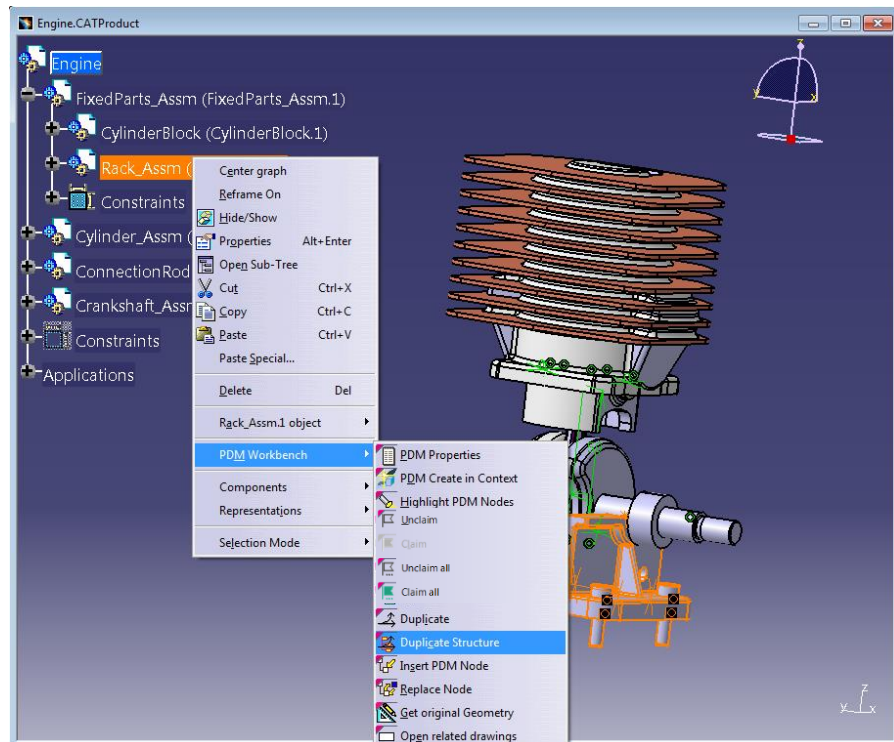 Engine.CATProduct
Engine
FixedParts_Assm (FixedParts_Assm.1)
CylinderBlock (CylinderBlock.1)
Rack_Assm (
Constraints
Cylinder_Assm (
ConnectionRod
Crankshaft_Assm
Constraints
Applications
Center graph
Reframe On
Hide/Show
Properties Alt+Enter
Open Sub-Tree
Cut Ctrl+X
Copy Ctrl+C
Paste Ctrl+V
Paste Special...
Delete Del
Rack_Assm.1 object
PDM Workbench
Components
Representations
Selection Mode
PDM Properties
PDM Create in Context
Highlight PDM Nodes
Unclaim
Claim
Unclaim all
Claim all
Duplicate
Duplicate Structure
Insert PDM Node
Replace Node
Get original Geometry
Open related drawings
z
y
x
z
y
x